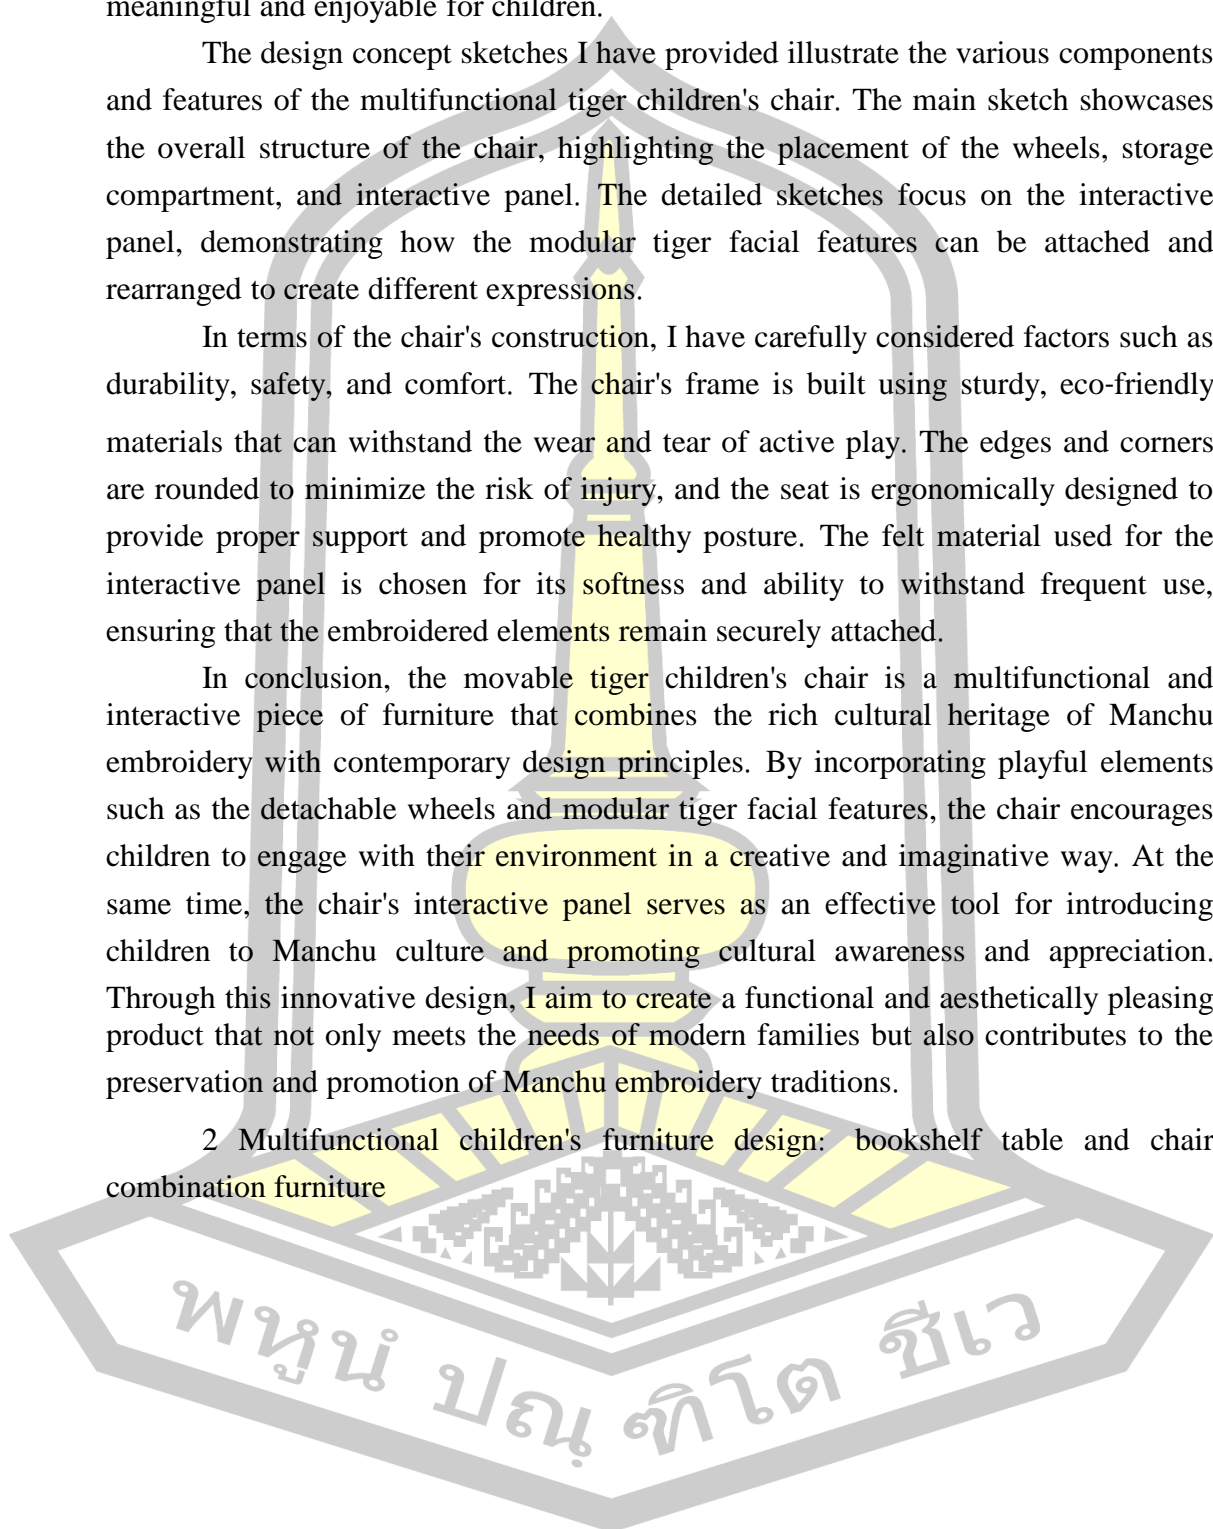 meaningful and enjoyable for children.
The design concept sketches I have provided illustrate the various components
and features of the multifunctional tiger children's chair. The main sketch showcases
the overall structure of the chair, highlighting the placement of the wheels, storage
compartment, and interactive panel. The detailed sketches focus on the interactive
panel, demonstrating how the modular tiger facial features can be attached and
rearranged to create different expressions.
In terms of the chair's construction, I have carefully considered factors such as
durability, safety, and comfort. The chair's frame is built using sturdy, eco-friendly
materials that can withstand the wear and tear of active play. The edges and corners
are rounded to minimize the risk of injury, and the seat is ergonomically designed to
provide proper support and promote healthy posture. The felt material used for the
interactive panel is chosen for its softness and ability to withstand frequent use,
ensuring that the embroidered elements remain securely attached.
In conclusion, the movable tiger children's chair is a multifunctional and
interactive piece of furniture that combines the rich cultural heritage of Manchu
embroidery with contemporary design principles. By incorporating playful elements
such as the detachable wheels and modular tiger facial features, the chair encourages
children to engage with their environment in a creative and imaginative way. At the
same time, the chair's interactive panel serves as an effective tool for introducing
children to Manchu culture and promoting cultural awareness and appreciation.
Through this innovative design, I aim to create a functional and aesthetically pleasing
product that not only meets the needs of modern families but also contributes to the
preservation and promotion of Manchu embroidery traditions.
2 Multifunctional children's furniture design: bookshelf table and chair
combination furniture
พหูนํ ปณฺ ฑิโต ชีเว